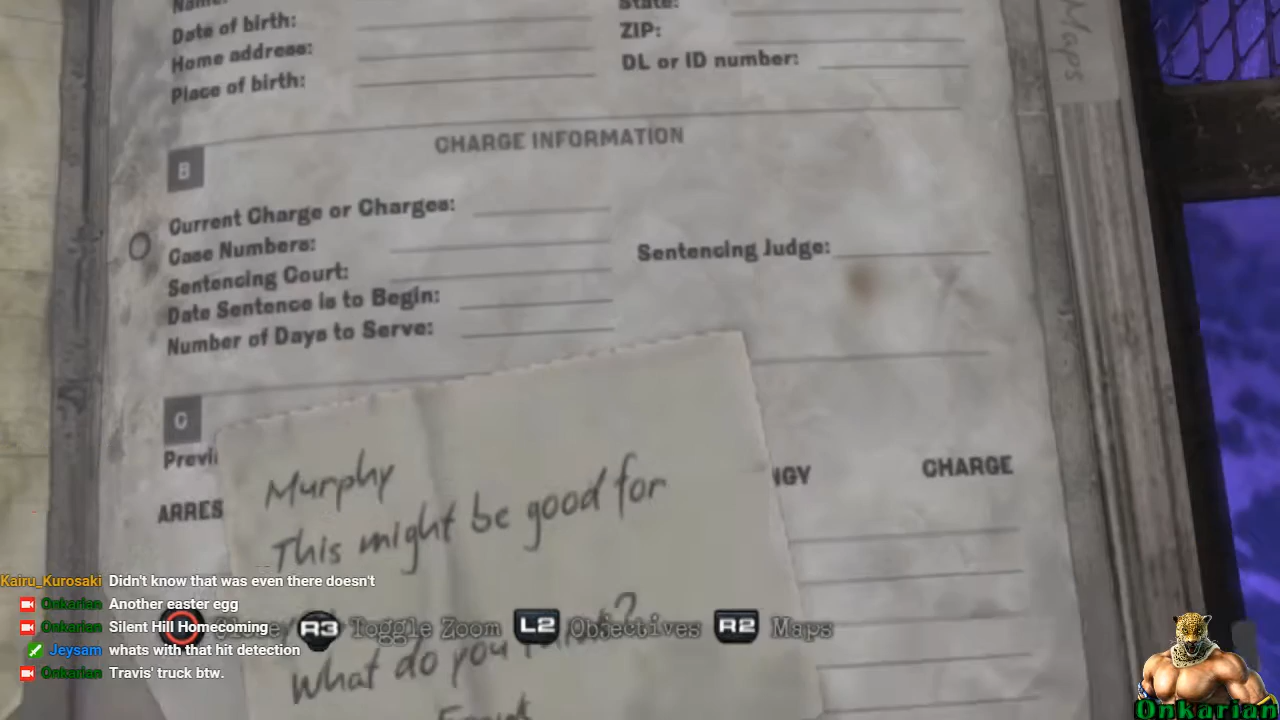 Name:
State:
Date of birth:
ZIP:
Home address:
DL or ID number:
Place of birth:
Maps
B
CHARGE INFORMATION
Current Charge or Charges:
Case Numbers:
Sentencing Judge:
Sentencing Court:
Date Sentence is to Begin:
Number of Days to Serve:
C
CHARGE
ARRES
Murphy
This might be good for
What do you
Kairu_Kurosaki Didn't know that was even there doesn't
Onkarian Another easter egg
Onkarian Silent Hill Homecoming
Jeysam whats with that hit detection
Onkarian Travis' truck btw.
R3 Toggle Zoom L2 Objectives R2 Maps
Onkarian